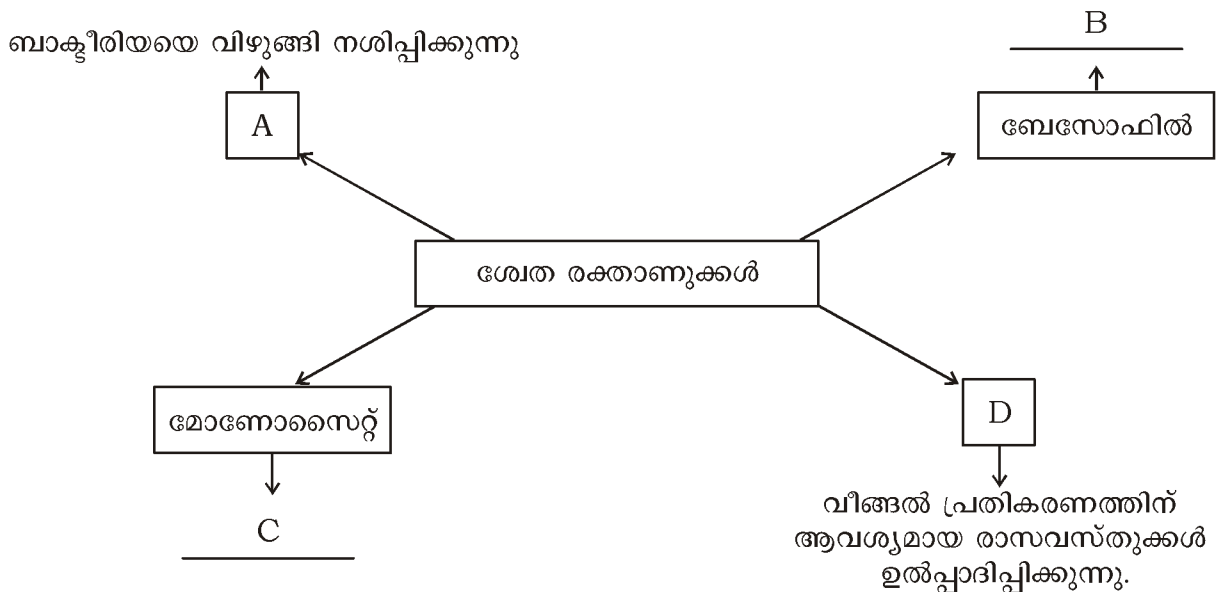 ബാക്ടീരിയയെ വിഴുങ്ങി നശിപ്പിക്കുന്നു
B
A
ബേസോഫിൽ
ശ്വേത രക്താണുക്കൾ
മോണോസൈറ്റ്
D
C
വീങ്ങൽ പ്രതികരണത്തിന്
ആവശ്യമായ രാസവസ്തുക്കൾ
ഉൽപ്പാദിപ്പിക്കുന്നു.